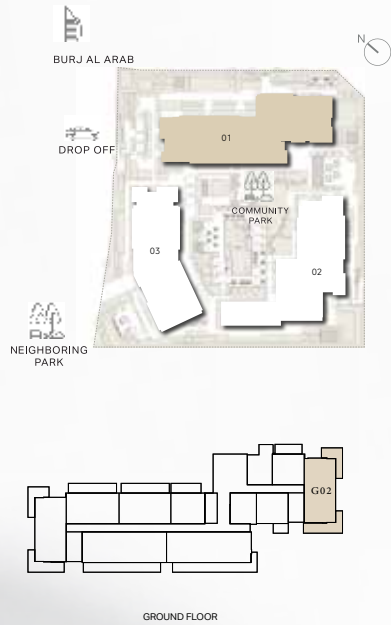 N
BURJ AL ARAB
DROP OFF
01
COMMUNITY
PARK
03
02
NEIGHBORING
PARK
G02
GROUND FLOOR